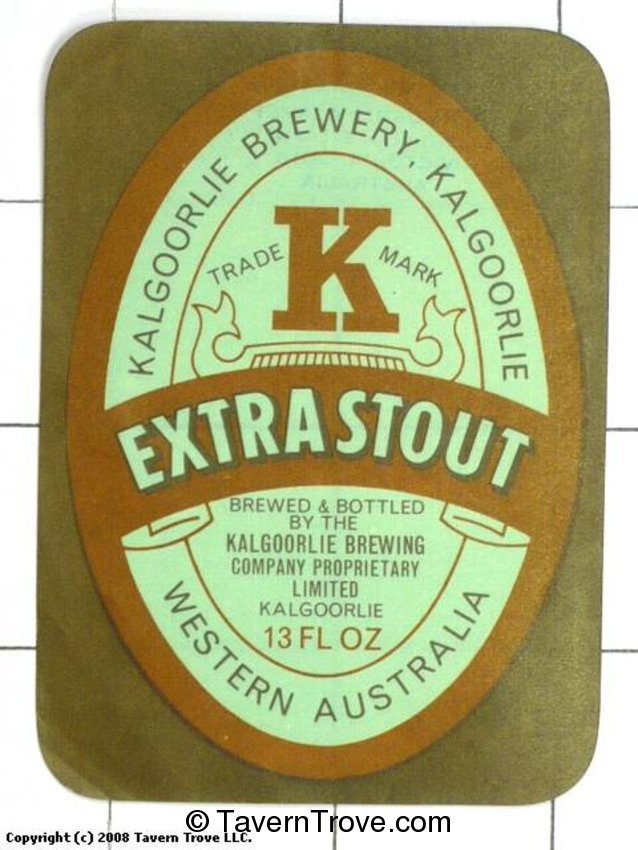 KALGOORLIE BREWERY, KALGOORLIE
K
TRADE MARK
EXTRA STOUT
BREWED & BOTTLED
BY THE
KALGOORLIE BREWING
COMPANY PROPRIETARY
LIMITED
KALGOORLIE
13 FL OZ
WESTERN AUSTRALIA
Copyright (c) 2008 Tavern Trove LLC.
© TavernTrove.com